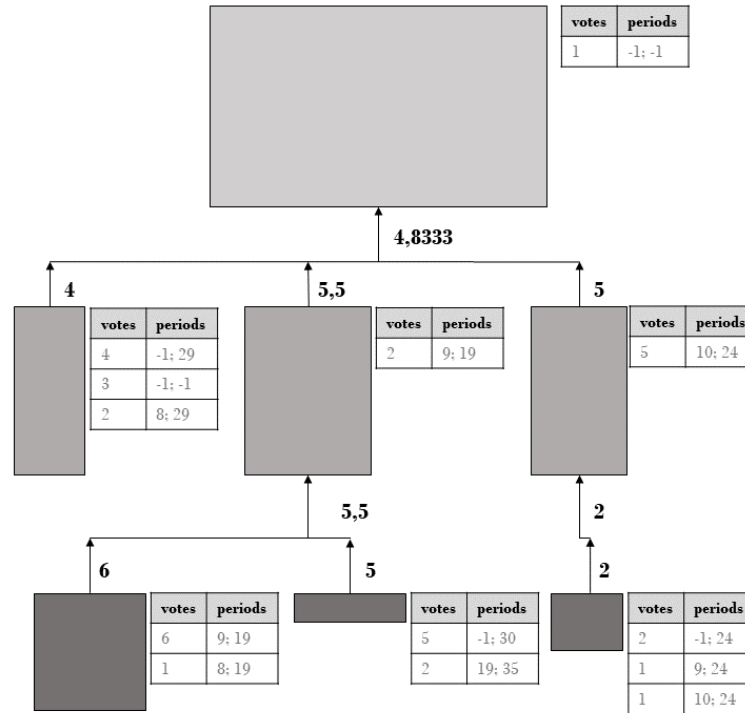 votes periods
1 -1; -1
4,8333
4
5,5
5
votes periods
4 -1; 29
3 -1; -1
2 8; 29
votes periods
2 9; 19
votes periods
5 10; 24
5,5
2
6
5
2
votes periods
6 9; 19
1 8; 19
votes periods
5 -1; 30
2 19; 35
votes periods
2 -1; 24
1 9; 24
1 10; 24